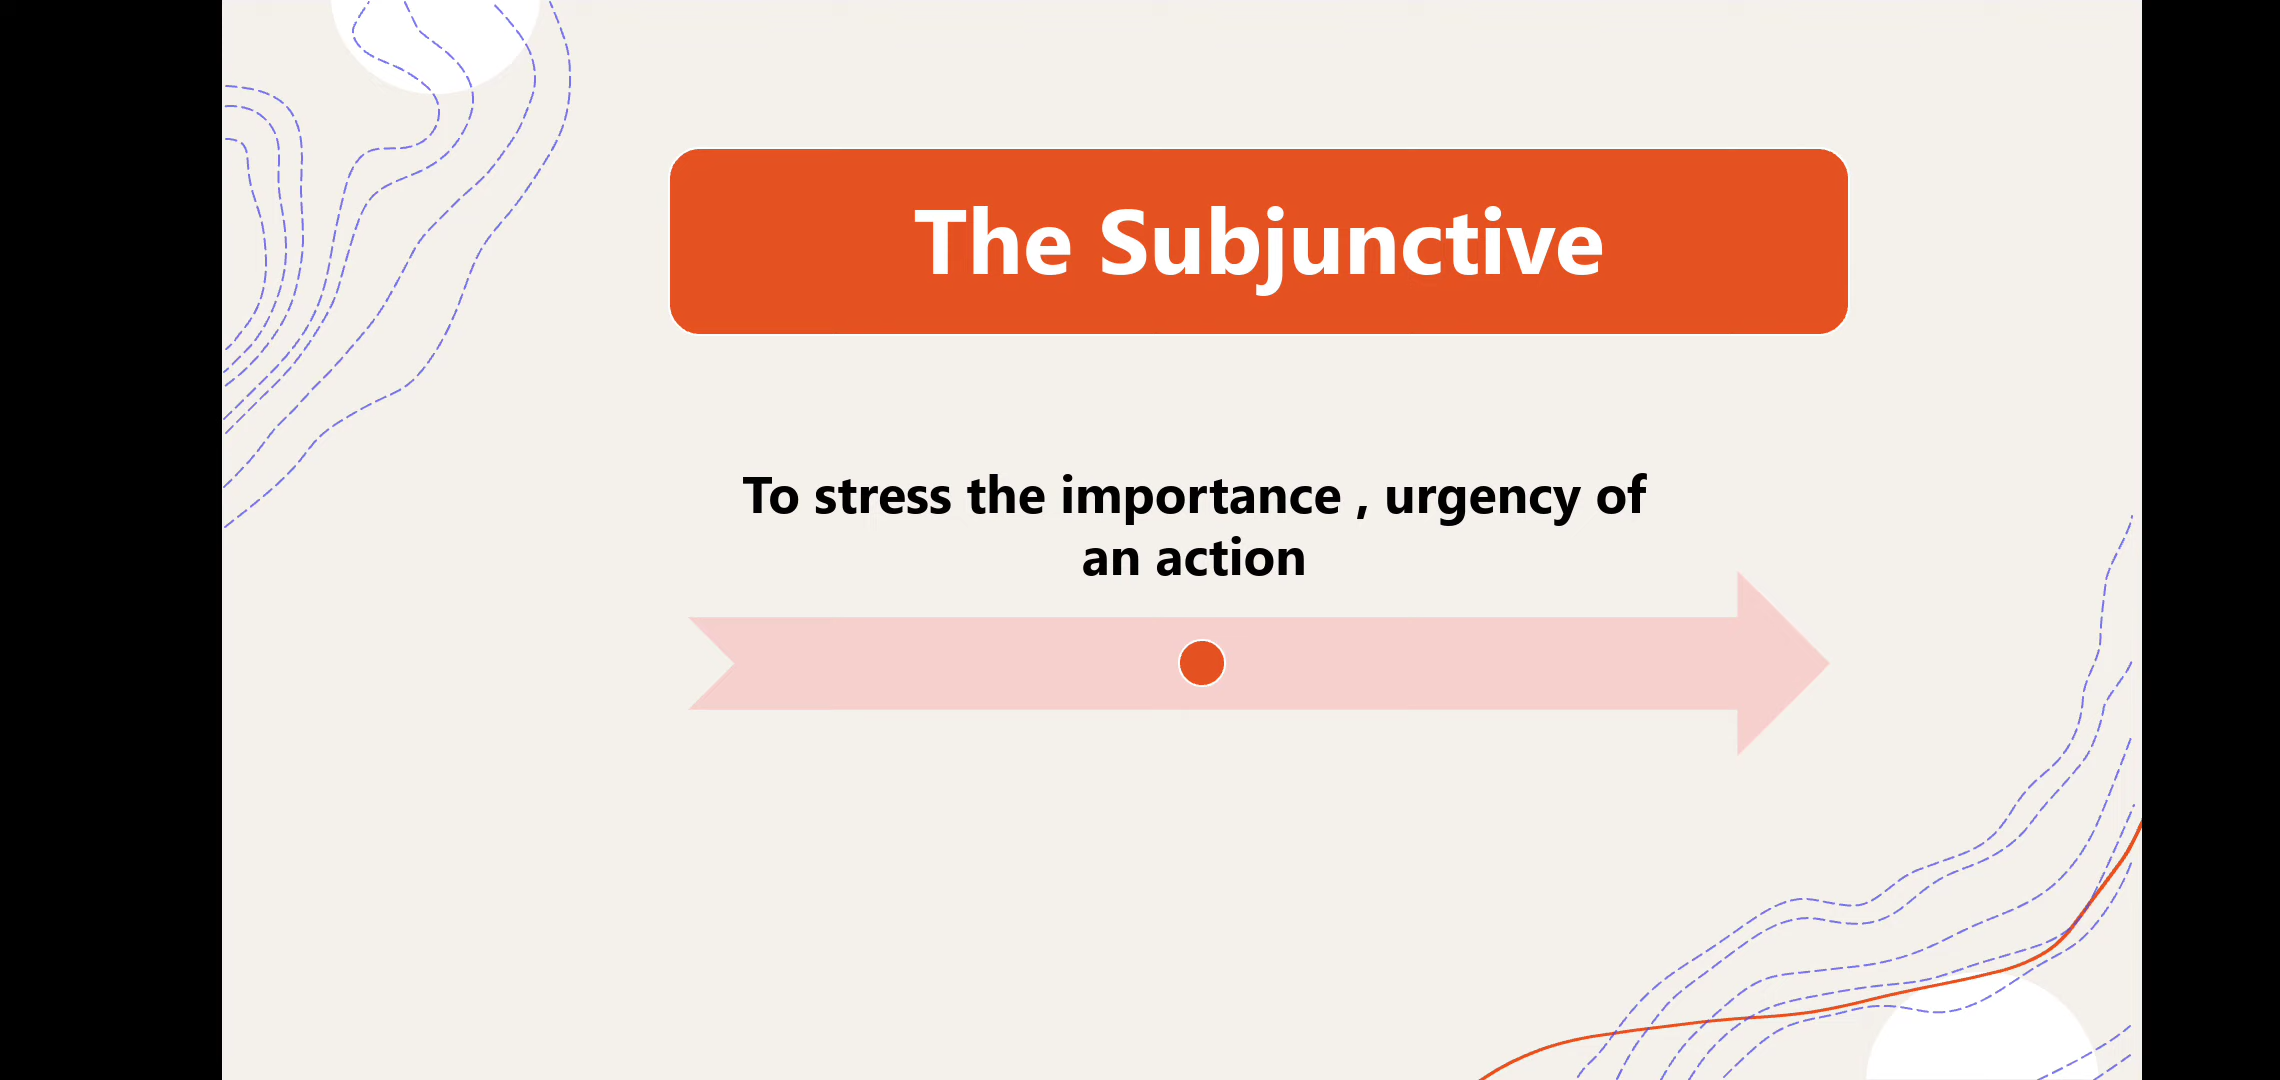 The Subjunctive
To stress the importance , urgency of
an action